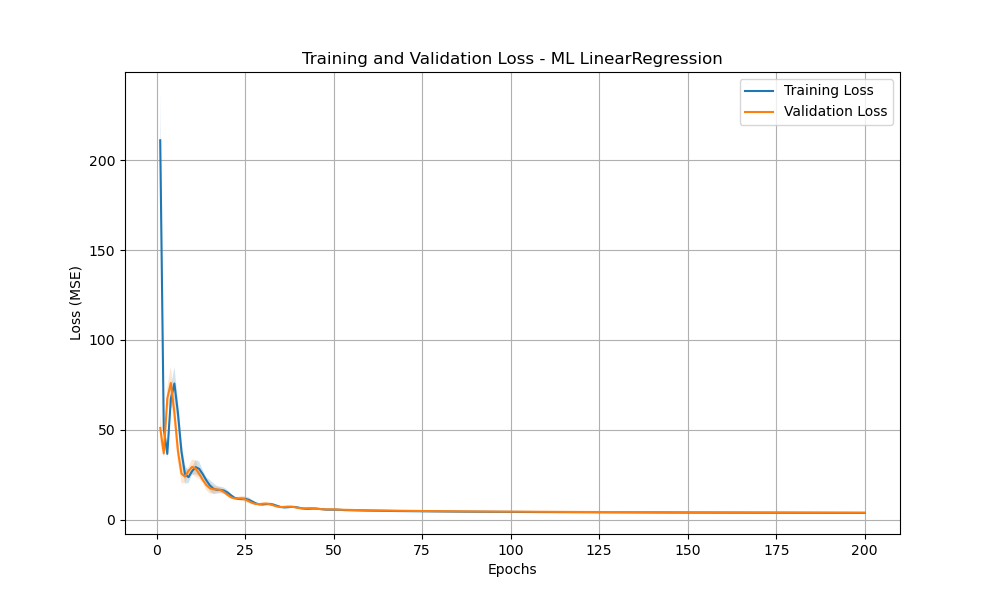 Training and Validation Loss - ML LinearRegression
Training Loss
Validation Loss
Loss (MSE)
200
150
100
50
0
0 25 50 75 100 125 150 175 200
Epochs